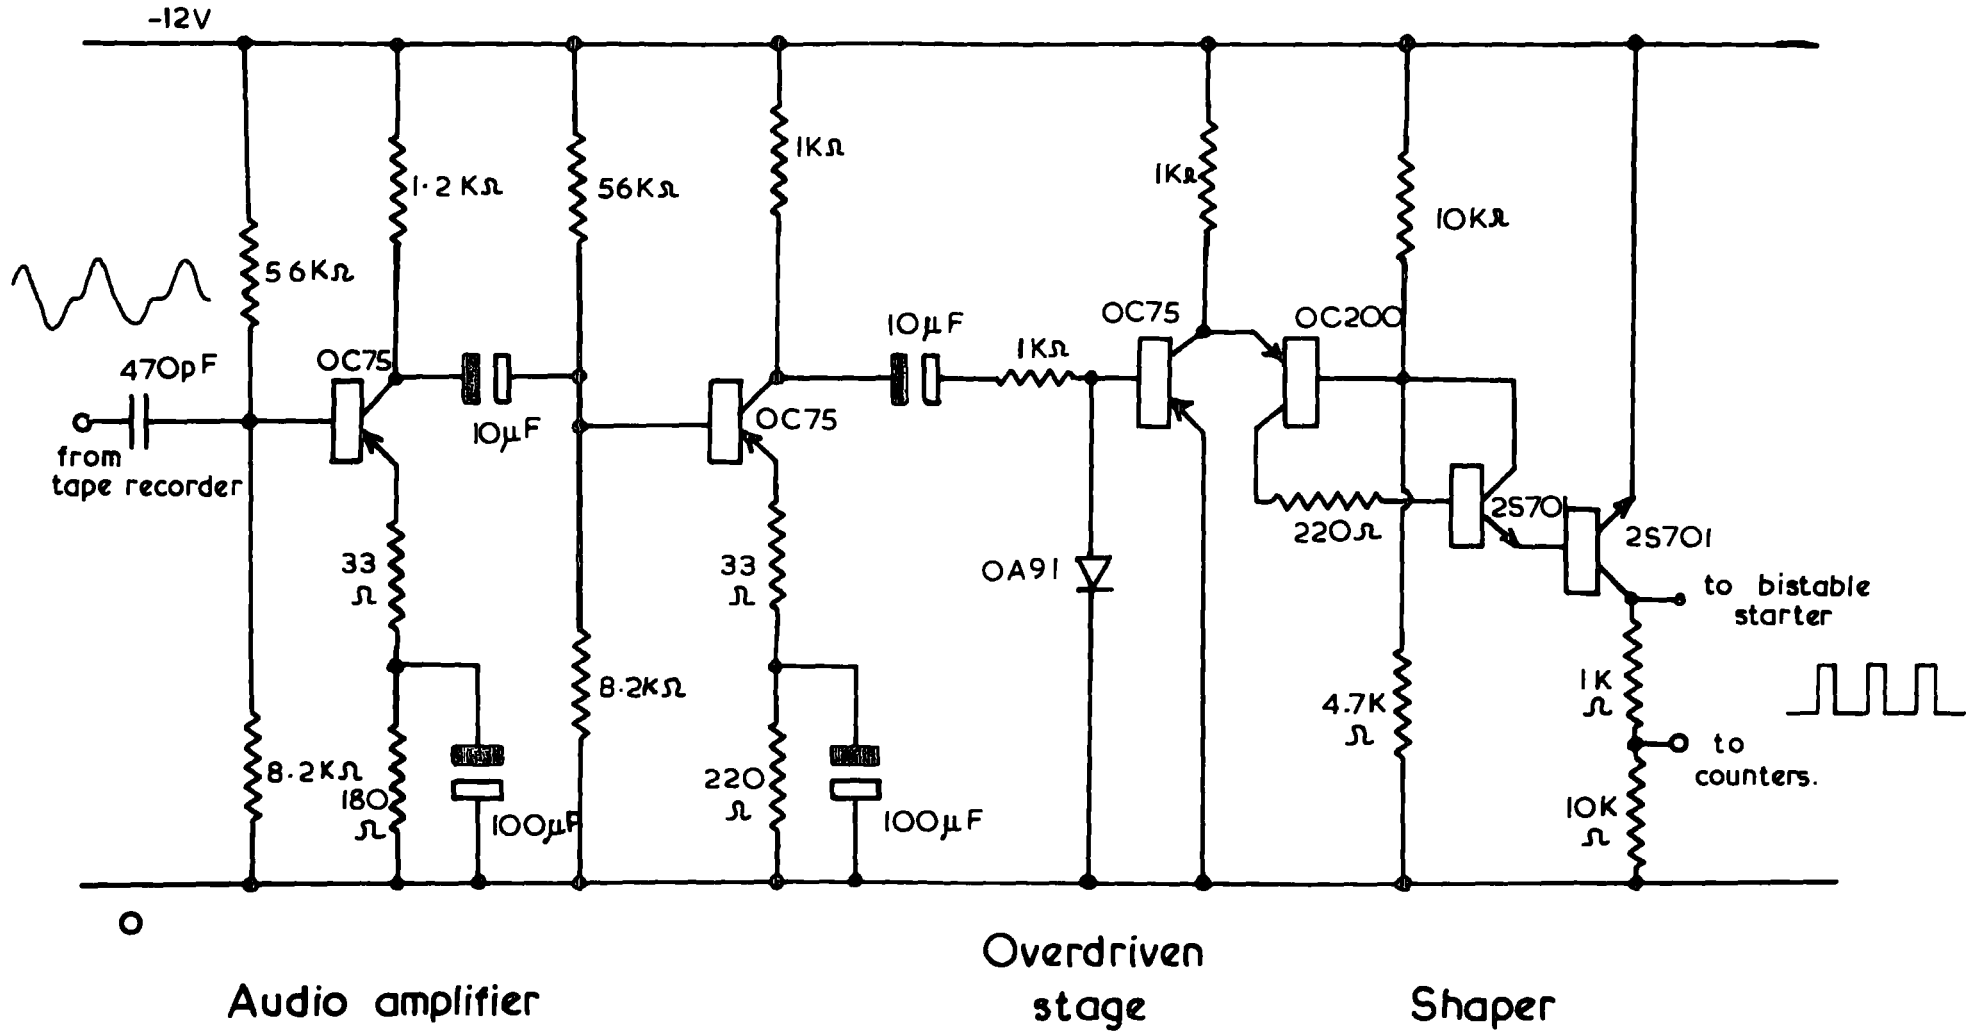 -12V
56KΩ
1·2 KΩ
56KΩ
1KΩ
1KΩ
10KΩ
470pF
OC75
10µF
OC75
10µF
1KΩ
OC75
OC200
from
tape recorder
33
Ω
33
Ω
OA91
220Ω
2S701
2S701
to bistable
starter
8.2KΩ
180
Ω
100µF
8·2KΩ
220
Ω
100µF
4.7K
Ω
1K
Ω
to
counters.
10K
Ω
O
Audio amplifier
Overdriven
stage
Shaper